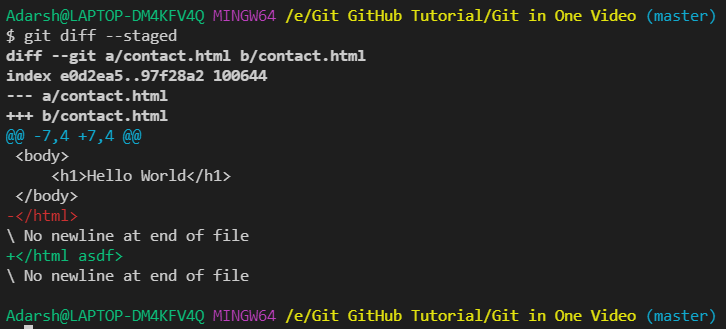 Adarsh@LAPTOP-DM4KFV4Q MINGW64 /e/Git GitHub Tutorial/Git in One Video (master)
$ git diff --staged
diff --git a/contact.html b/contact.html
index e0d2ea5..97f28a2 100644
--- a/contact.html
+++ b/contact.html
@@ -7,4 +7,4 @@
 <body>
     <h1>Hello World</h1>
 </body>
-</html>
\ No newline at end of file
+</html asdf>
\ No newline at end of file

Adarsh@LAPTOP-DM4KFV4Q MINGW64 /e/Git GitHub Tutorial/Git in One Video (master)